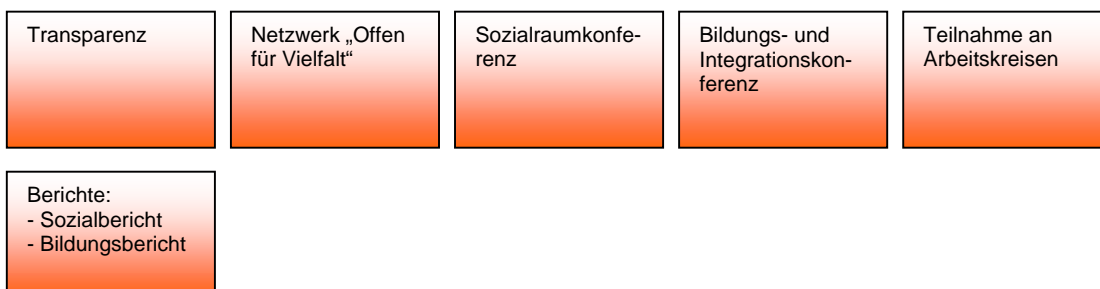 Transparenz
Netzwerk „Offen
für Vielfalt“
Sozialraumkonfe-
renz
Bildungs- und
Integrationskon-
ferenz
Teilnahme an
Arbeitskreisen
Berichte:
- Sozialbericht
- Bildungsbericht